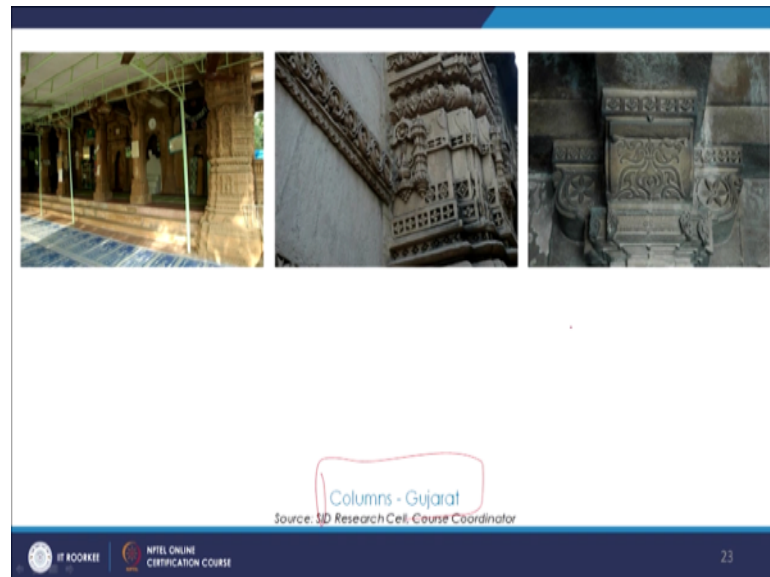 Columns - Gujarat
Source: SID Research Cell, Course Coordinator
IIT ROORKEE
NPTEL ONLINE
CERTIFICATION COURSE
23